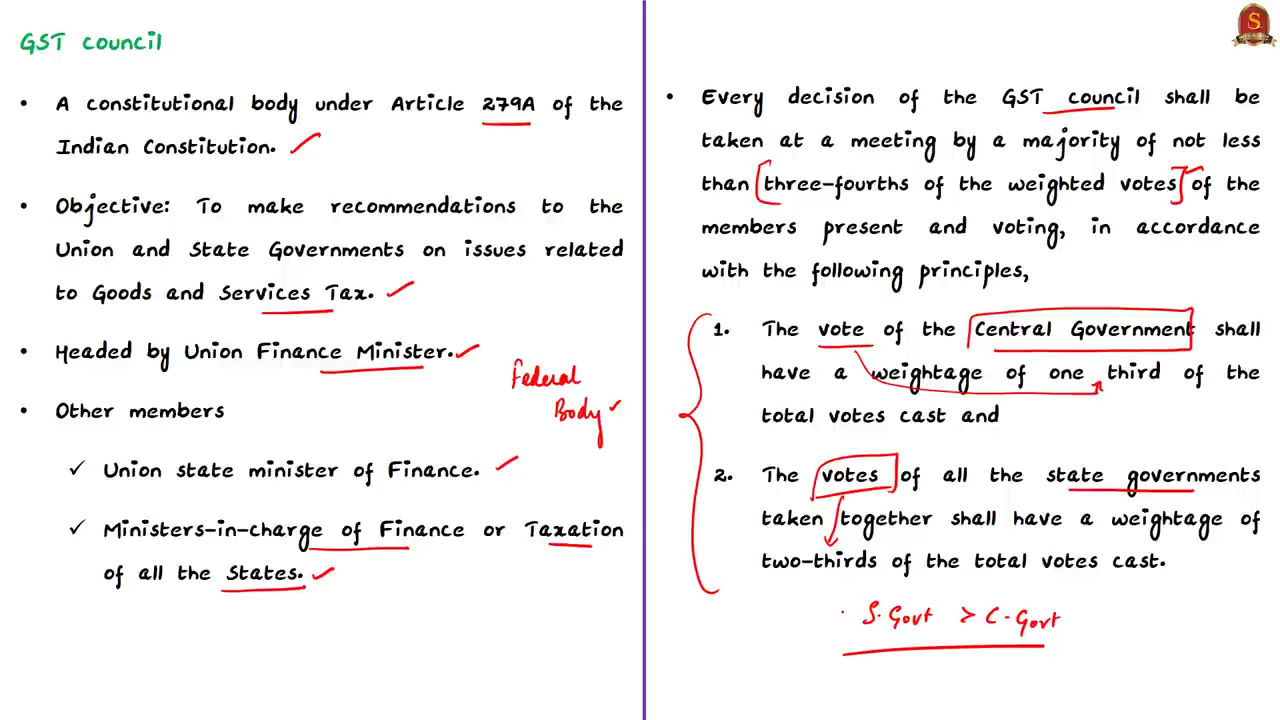 GST council
• A constitutional body under Article 279A of the
Indian Constitution.
• Objective: To make recommendations to the
Union and State Governments on issues related
to Goods and Services Tax.
• Headed by Union Finance Minister.
Federal
Body
• Other members
✓ Union state minister of Finance.
✓ Ministers-in-charge of Finance or Taxation
of all the States.
S
• Every decision of the GST council shall be
taken at a meeting by a majority of not less
than [three-fourths of the weighted votes] of the
members present and voting, in accordance
with the following principles,
1. The vote of the Central Government shall
have a weightage of one third of the
total votes cast and
2. The votes of all the state governments
taken together shall have a weightage of
two-thirds of the total votes cast.
S. Govt > C. Govt